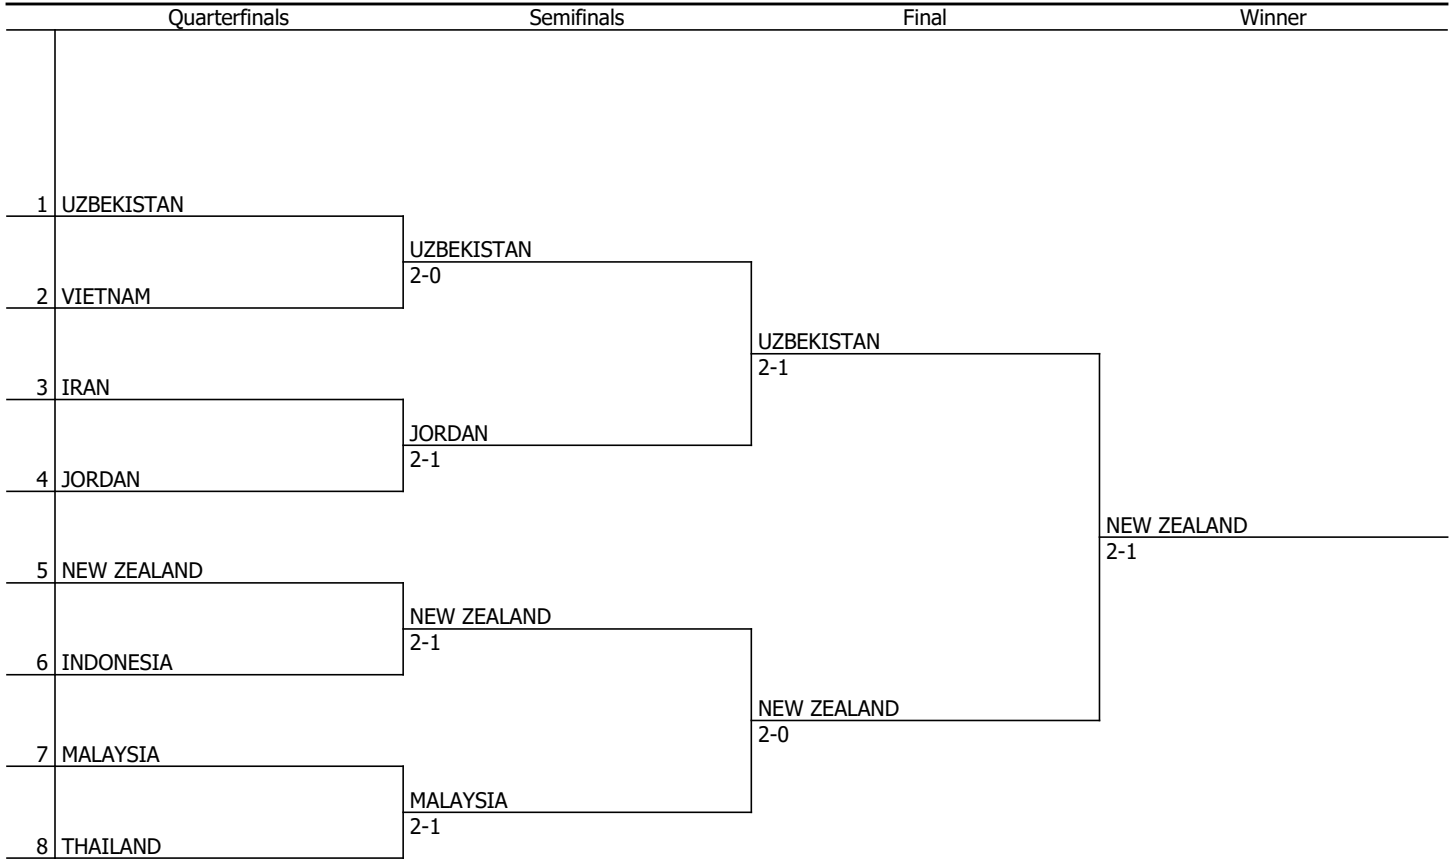 Quarterfinals Semifinals Final Winner
1 UZBEKISTAN
UZBEKISTAN
2-0
2 VIETNAM
UZBEKISTAN
2-1
3 IRAN
JORDAN
2-1
4 JORDAN
NEW ZEALAND
2-1
5 NEW ZEALAND
NEW ZEALAND
2-1
6 INDONESIA
NEW ZEALAND
2-0
7 MALAYSIA
MALAYSIA
2-1
8 THAILAND